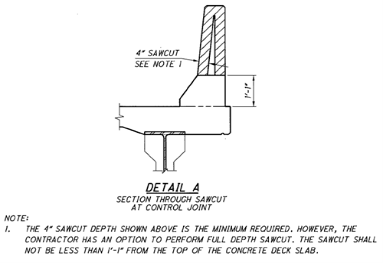 4" SAWCUT
SEE NOTE 1
1'-1"
DETAIL A
SECTION THROUGH SAWCUT
AT CONTROL JOINT
NOTE:
1. THE 4" SAWCUT DEPTH SHOWN ABOVE IS THE MINIMUM REQUIRED. HOWEVER, THE
CONTRACTOR HAS AN OPTION TO PERFORM FULL DEPTH SAWCUT. THE SAWCUT SHALL
NOT BE LESS THAN 1'-1" FROM THE TOP OF THE CONCRETE DECK SLAB.